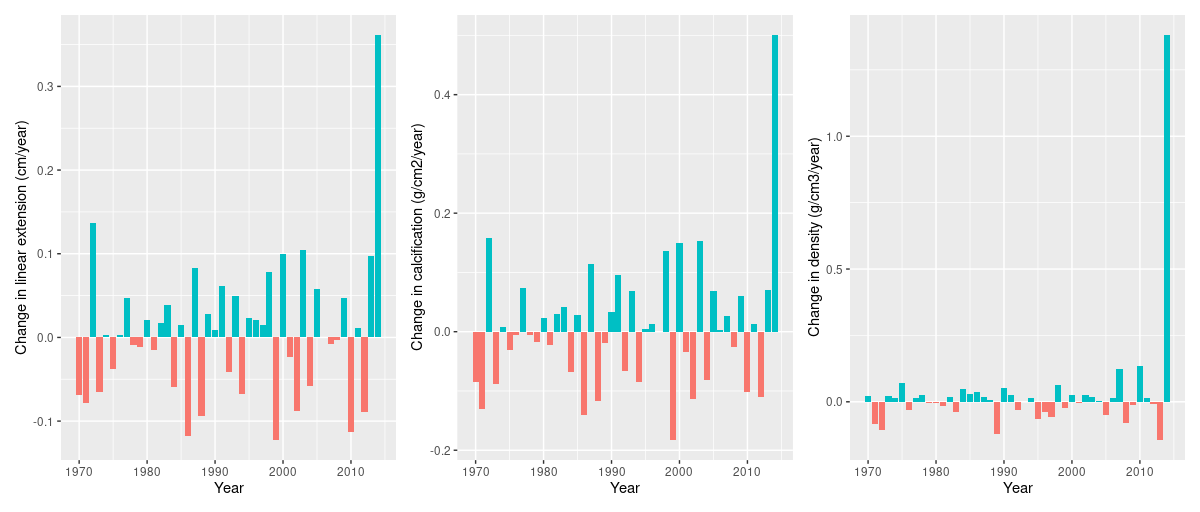 Change in linear extension (cm/year)
0.3
0.2
0.1
0.0
-0.1
1970 1980 1990 2000 2010
Year
Change in calcification (g/cm2/year)
0.4
0.2
0.0
-0.2
1970 1980 1990 2000 2010
Year
Change in density (g/cm3/year)
1.0
0.5
0.0
1970 1980 1990 2000 2010
Year